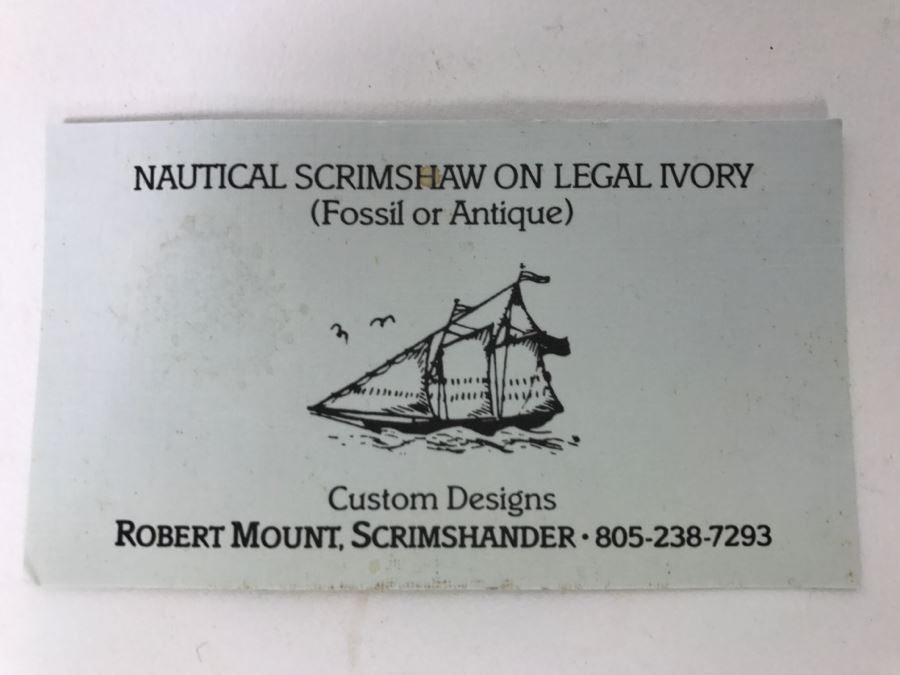 NAUTICAL SCRIMSHAW ON LEGAL IVORY
(Fossil or Antique)
Custom Designs
ROBERT MOUNT, SCRIMSHANDER • 805-238-7293